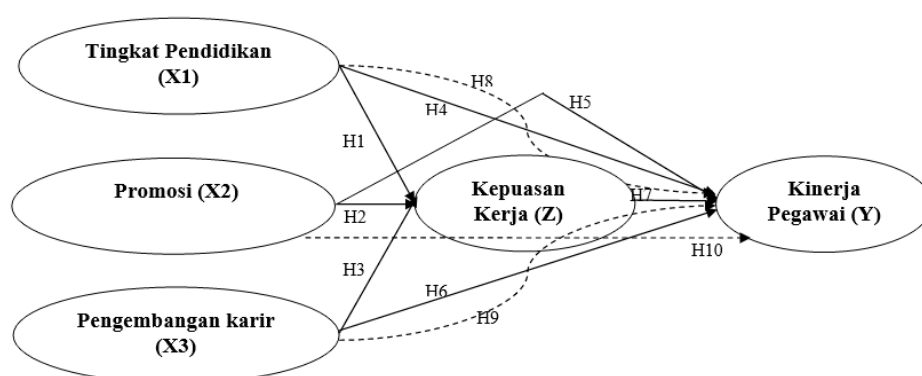 Tingkat Pendidikan
(X1)
H8
H5
H4
H1
Promosi (X2)
H2
Kepuasan
Kerja (Z)
H7
Kinerja
Pegawai (Y)
H10
H3
H6
H9
Pengembangan karir
(X3)